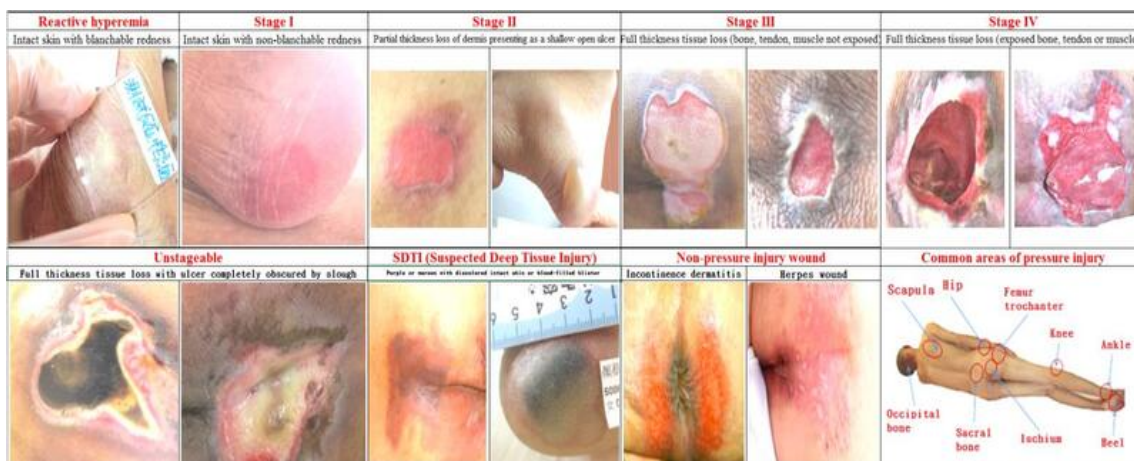 Reactive hyperemia
Stage I
Stage II
Stage III
Stage IV
Intact skin with blanchable redness
Intact skin with non-blanchable redness
Partial thickness loss of dermis presenting as a shallow open ulcer
Full thickness tissue loss (bone, tendon, muscle not exposed)
Full thickness tissue loss (exposed bone, tendon or muscle
Unstageable
SDTI (Suspected Deep Tissue Injury)
Non-pressure injury wound
Common areas of pressure injury
Full thickness tissue loss with ulcer completely obscured by slough
Purple or maroon with discolored intact skin or blood-filled blister
Incontinence dermatitis
Herpes wound
5 4 3 2 1
Scapula
Hip
Femur
trochanter
Knee
Ankle
Occipital
bone
Sacral
bone
Ischium
Heel